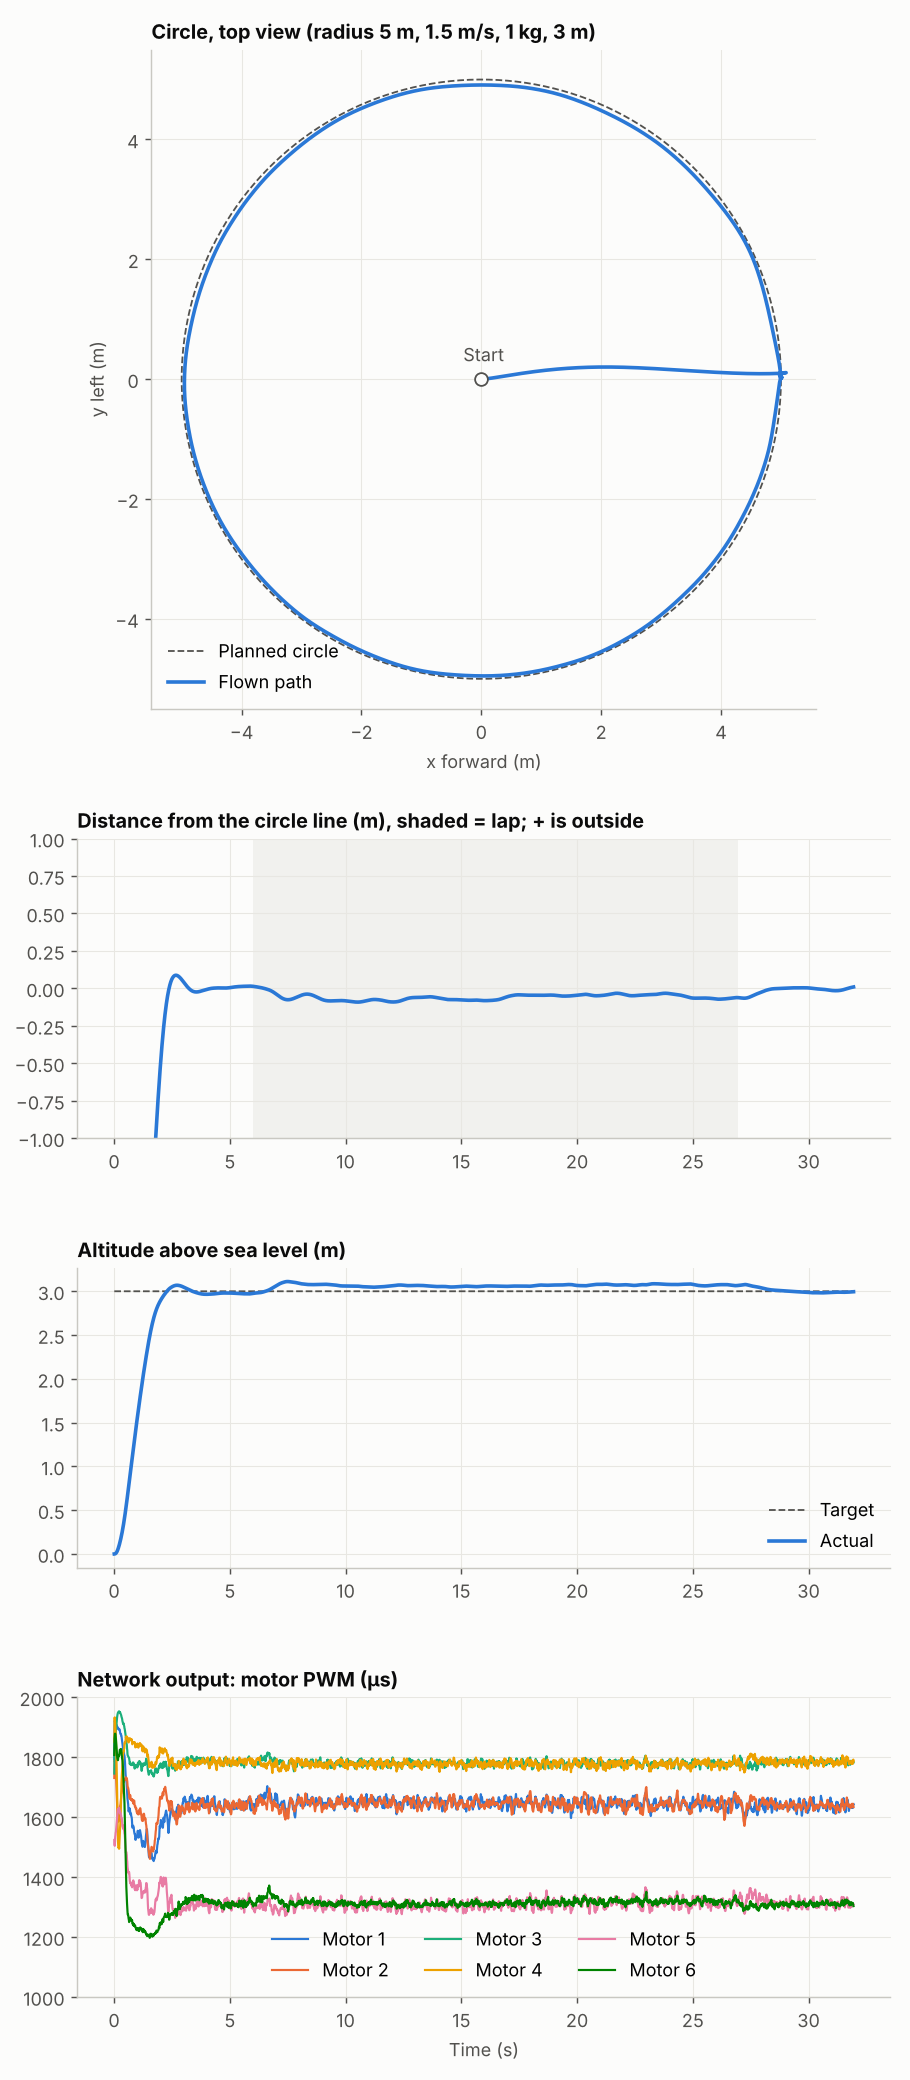 Circle, top view (radius 5 m, 1.5 m/s, 1 kg, 3 m)
4
2
0
−2
−4
y left (m)
Start
Planned circle
Flown path
−4 −2 0 2 4
x forward (m)
Distance from the circle line (m), shaded = lap; + is outside
1.00
0.75
0.50
0.25
0.00
−0.25
−0.50
−0.75
−1.00
0 5 10 15 20 25 30
Altitude above sea level (m)
3.0
2.5
2.0
1.5
1.0
0.5
0.0
Target
Actual
0 5 10 15 20 25 30
Network output: motor PWM (µs)
2000
1800
1600
1400
1200
1000
Motor 1 Motor 3 Motor 5
Motor 2 Motor 4 Motor 6
0 5 10 15 20 25 30
Time (s)